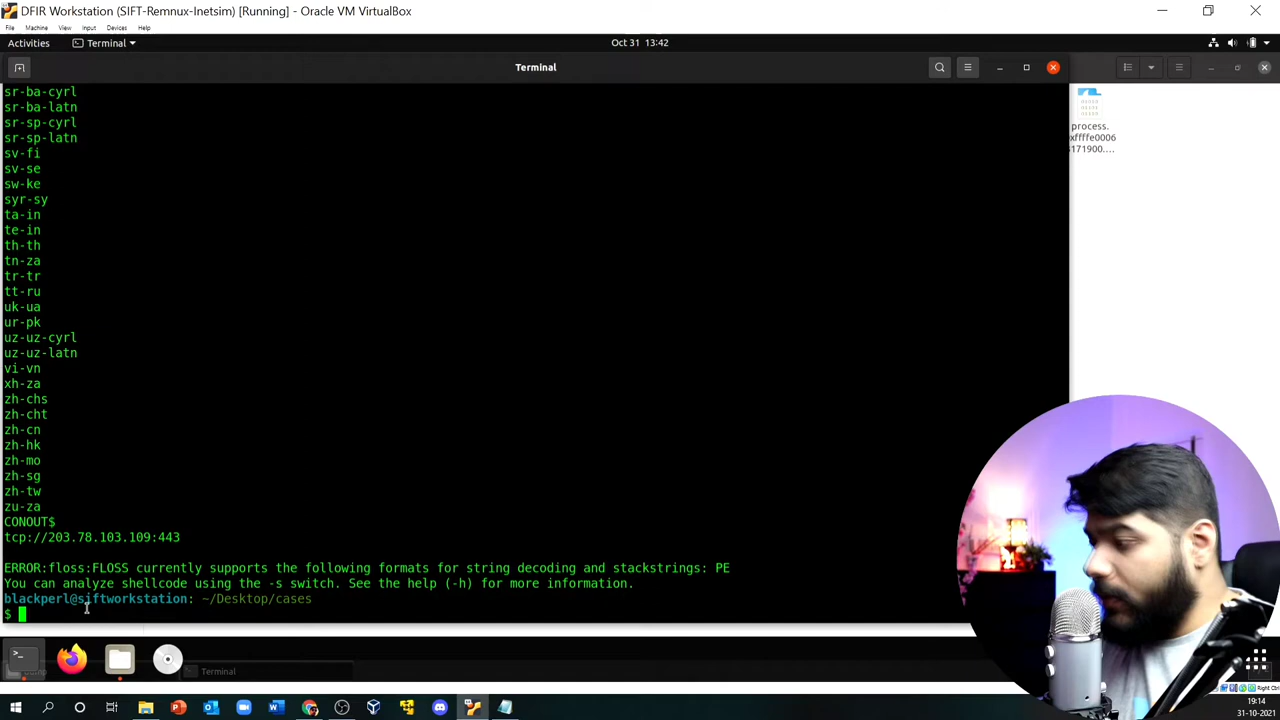 DFIR Workstation (SIFT-Remnux-Inetsim) [Running] - Oracle VM VirtualBox
File Machine View Input Devices Help
Activities Terminal Oct 31 13:42
Terminal
sr-ba-cyrl
sr-ba-latn
sr-sp-cyrl
sr-sp-latn
sv-fi
sv-se
sw-ke
syr-sy
ta-in
te-in
th-th
tn-za
tr-tr
tt-ru
uk-ua
ur-pk
uz-uz-cyrl
uz-uz-latn
vi-vn
xh-za
zh-chs
zh-cht
zh-cn
zh-hk
zh-mo
zh-sg
zh-tw
zu-za
CONOUT$
tcp://203.78.103.109:443
ERROR:floss:FLOSS currently supports the following formats for string decoding and stackstrings: PE
You can analyze shellcode using the -s switch. See the help (-h) for more information.
blackperl@siftworkstation: ~/Desktop/cases
$
process.
xffffe0006
3171900....
Terminal
Right Ctrl
19:14
31-10-2021